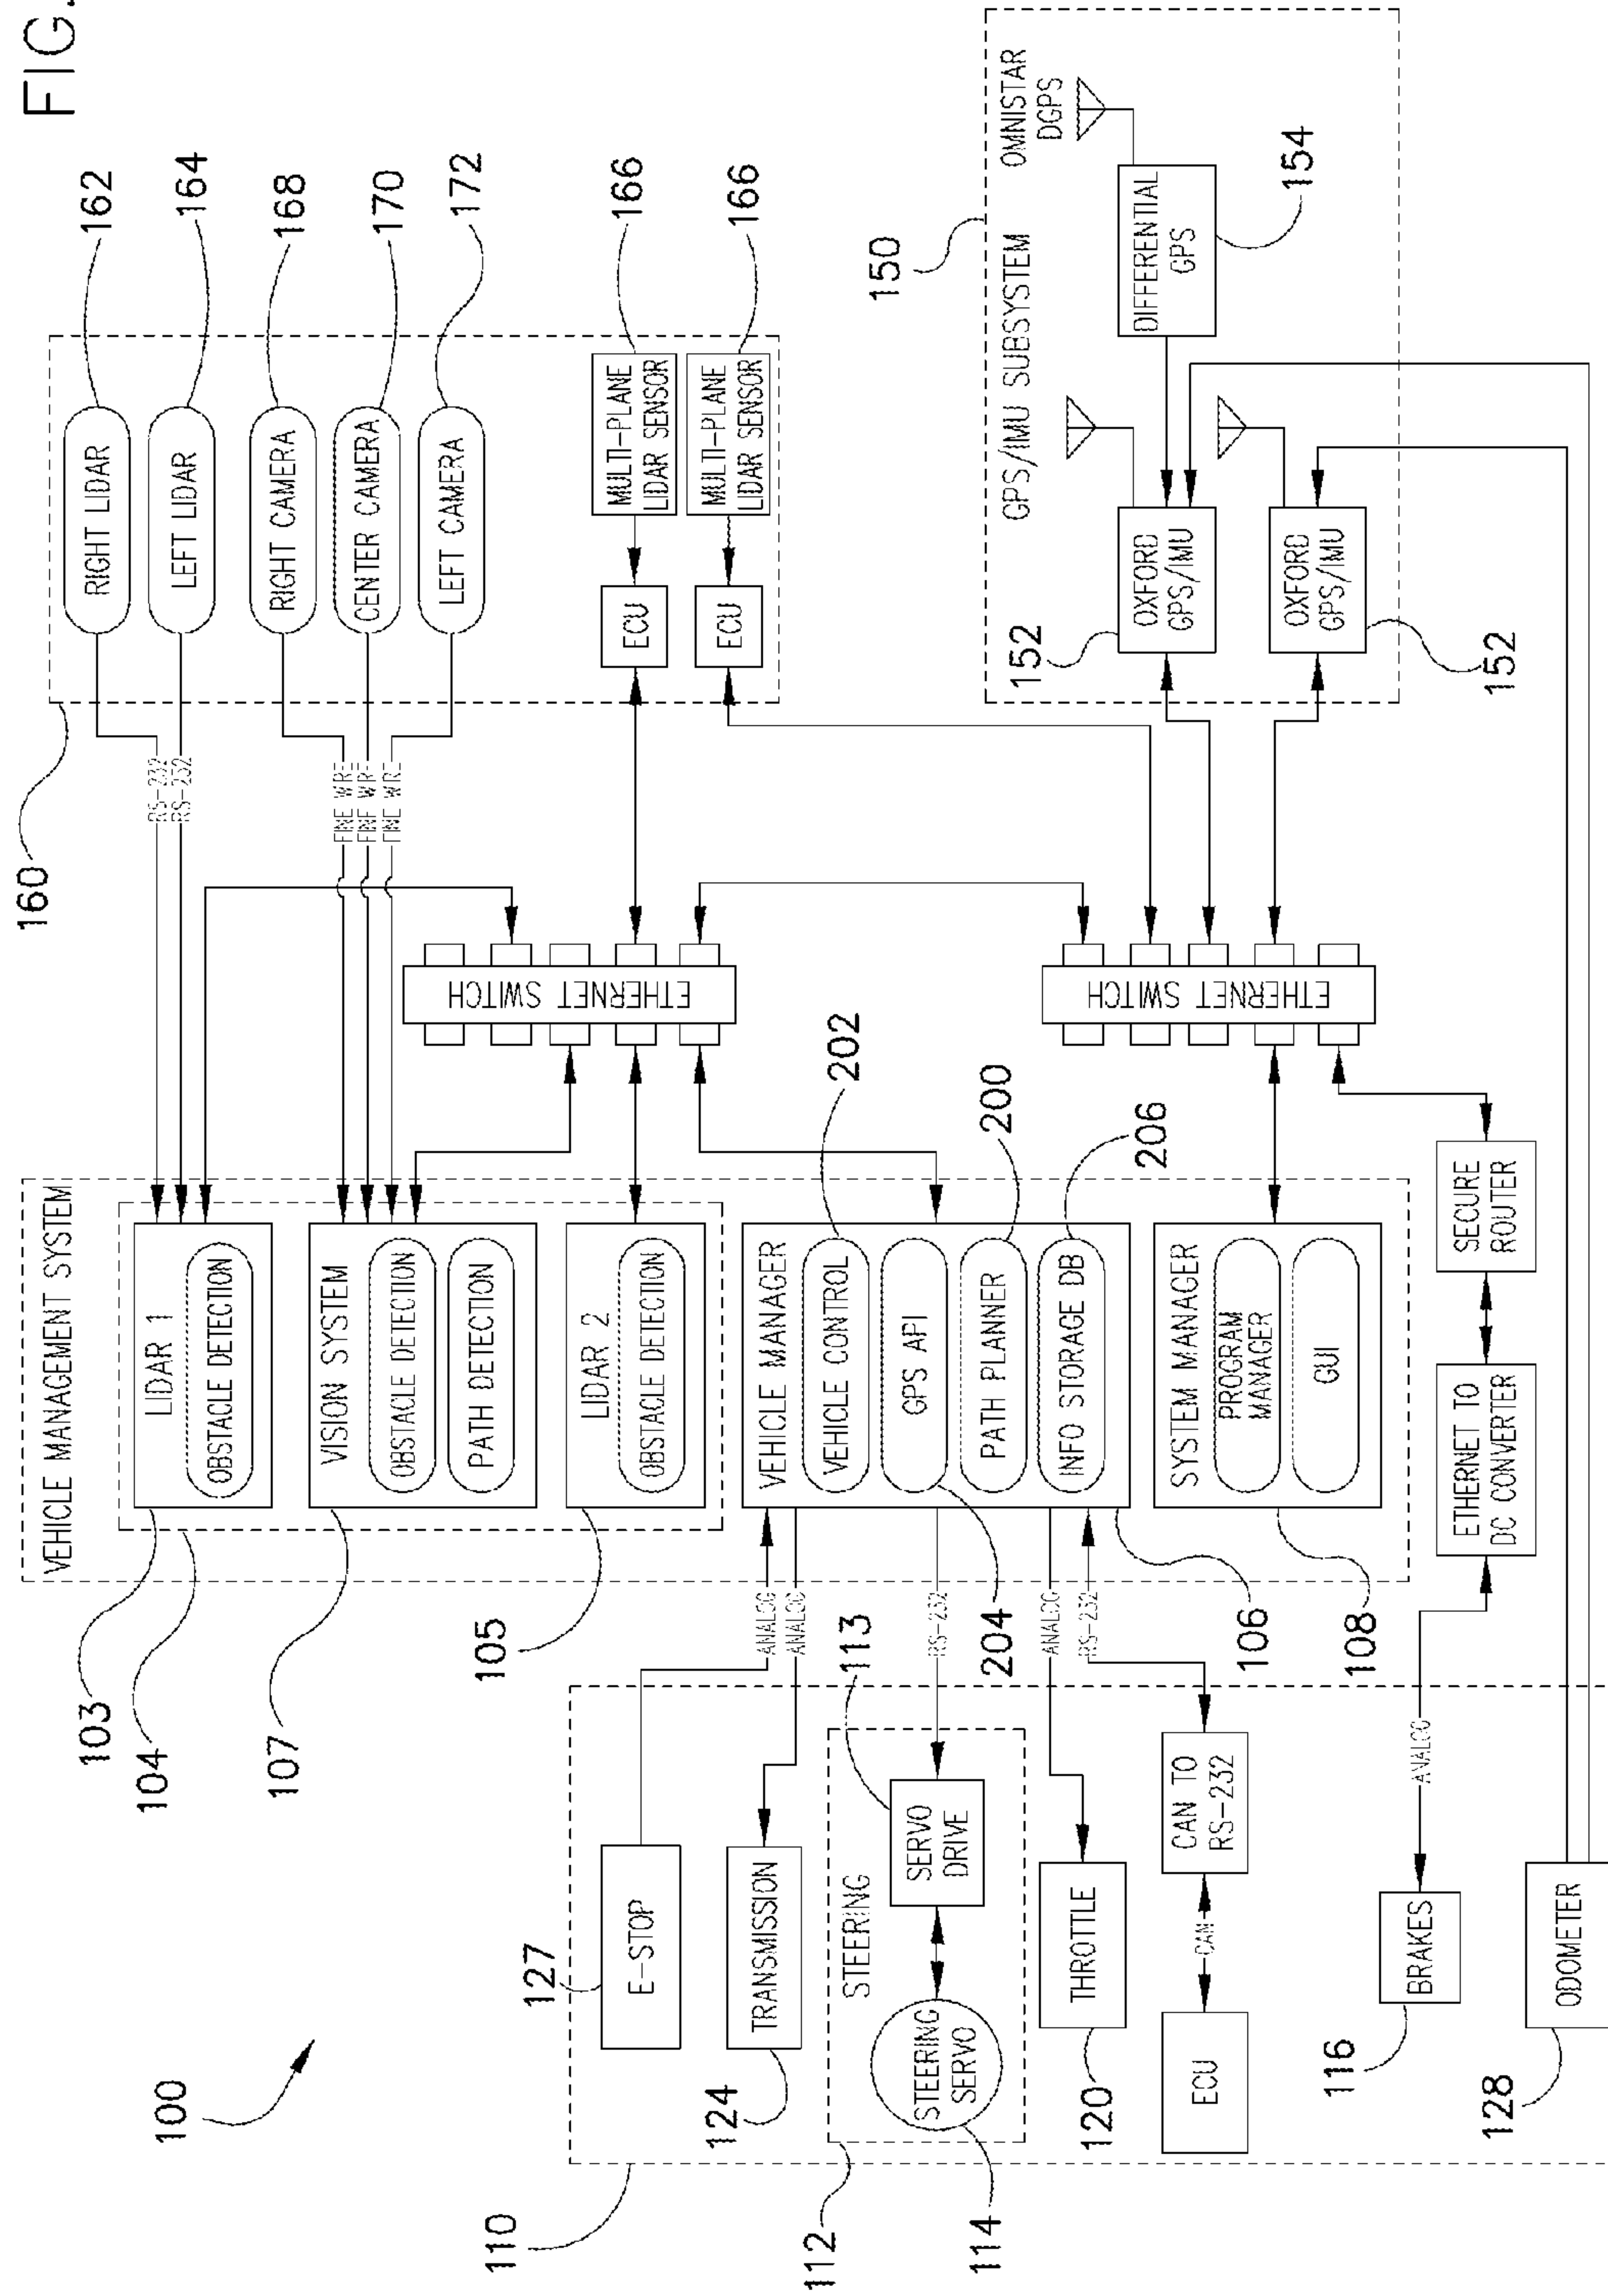 FIG.
100
VEHICLE MANAGEMENT SYSTEM
160
103
104
107
105
LIDAR 1
OBSTACLE DETECTION
VISION SYSTEM
OBSTACLE DETECTION
PATH DETECTION
LIDAR 2
OBSTACLE DETECTION
RS-232
RS-232
RIGHT LIDAR
LEFT LIDAR
RIGHT CAMERA
CENTER CAMERA
LEFT CAMERA
162
164
168
170
172
ECU
MULTI-PLANE
LIDAR SENSOR
166
ECU
MULTI-PLANE
LIDAR SENSOR
166
ETHERNET SWITCH
110
127
E-STOP
ANALOG
124
TRANSMISSION
ANALOG
112
STEERING
STEERING
SERVO
114
SERVO
DRIVE
113
RS-232
204
120
THROTTLE
ANALOG
ECU
CAN
CAN TO
RS-232
RS-232
106
VEHICLE MANAGER
VEHICLE CONTROL
GPS API
PATH PLANNER
INFO STORAGE DB
202
200
206
108
SYSTEM MANAGER
PROGRAM
MANAGER
GUI
ETHERNET SWITCH
116
BRAKES
ANALOG
ETHERNET TO
DC CONVERTER
SECURE
ROUTER
128
ODOMETER
150
GPS/IMU SUBSYSTEM
OMNISTAR
DGPS
152
OXFORD
GPS/IMU
DIFFERENTIAL
GPS
154
OXFORD
GPS/IMU
152